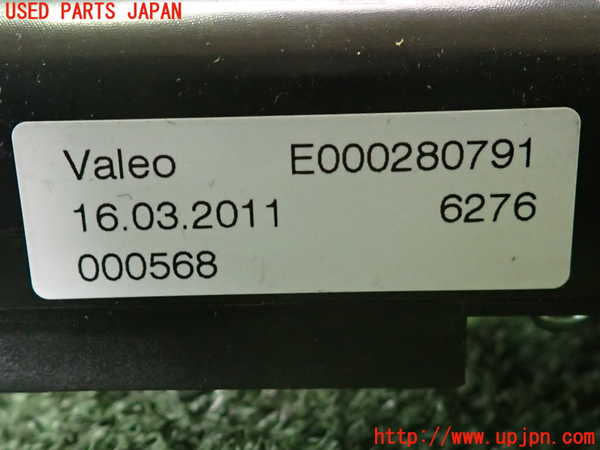 USED PARTS JAPAN
Valeo E000280791
16.03.2011 6276
000568
http://www.upjpn.com/